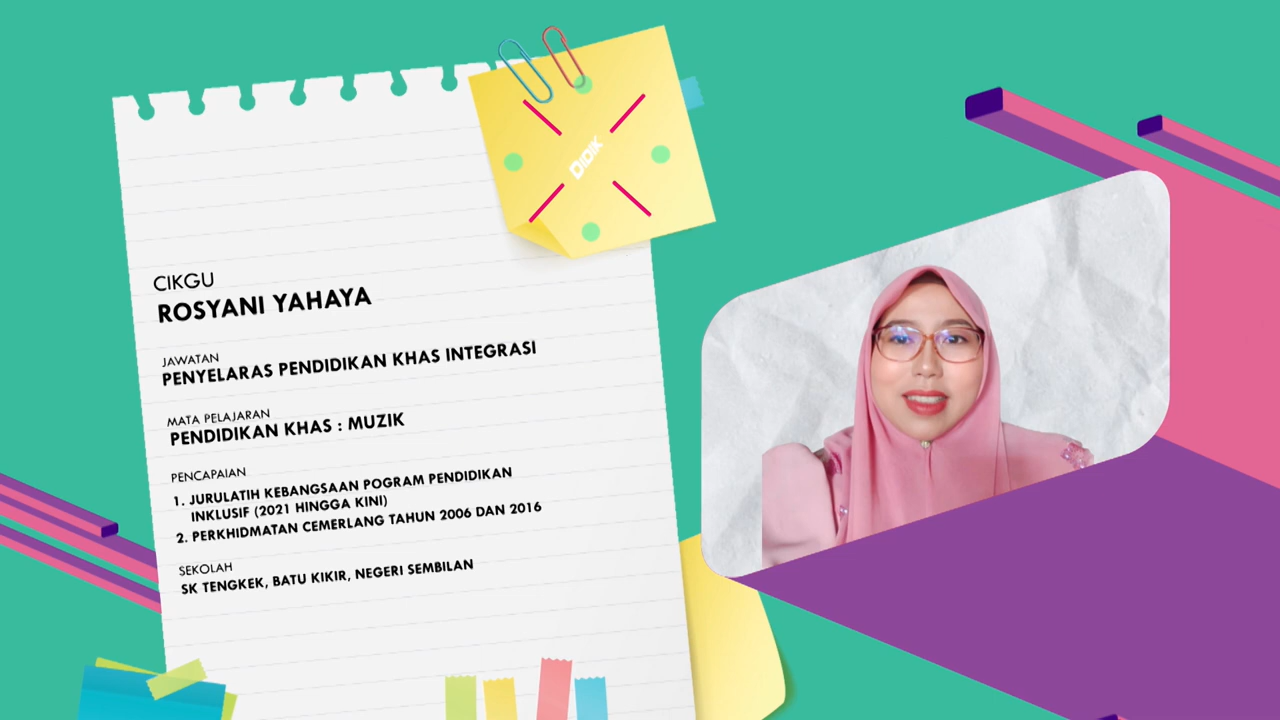 DIDIK
CIKGU
ROSYANI YAHAYA
JAWATAN
PENYELARAS PENDIDIKAN KHAS INTEGRASI
MATA PELAJARAN
PENDIDIKAN KHAS : MUZIK
PENCAPAIAN
1. JURULATIH KEBANGSAAN POGRAM PENDIDIKAN
INKLUSIF (2021 HINGGA KINI)
2. PERKHIDMATAN CEMERLANG TAHUN 2006 DAN 2016
SEKOLAH
SK TENGKEK, BATU KIKIR, NEGERI SEMBILAN